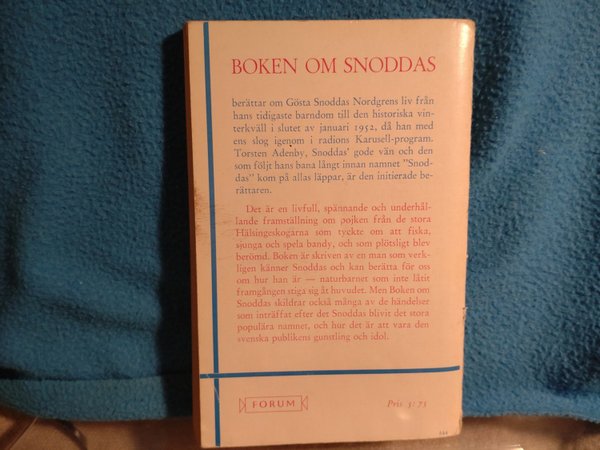 BOKEN OM SNODDAS
berättar om Gösta Snoddas Nordgrens liv från
hans tidigaste barndom till den historiska vin-
terkväll i slutet av januari 1952, då han med
ens slog igenom i radions Karusell-program.
Torsten Adenby, Snoddas' gode vän och den
som följt hans bana långt innan namnet "Snod-
das" kom på allas läppar, är den initierade be-
rättaren.
Det är en livfull, spännande och underhål-
lande framställning om pojken från de stora
Hälsingeskogarna som tyckte om att fiska,
sjunga och spela bandy, och som plötsligt blev
berömd. Boken är skriven av en man som verk-
ligen känner Snoddas och kan berätta för oss
om hur han är — naturbarnet som inte låtit
framgången stiga sig åt huvudet. Men Boken om
Snoddas skildrar också många av de händelser
som inträffat efter det Snoddas blivit det stora
populära namnet, och hur det är att vara den
svenska publikens gunstling och idol.
FORUM
Pris 5:75